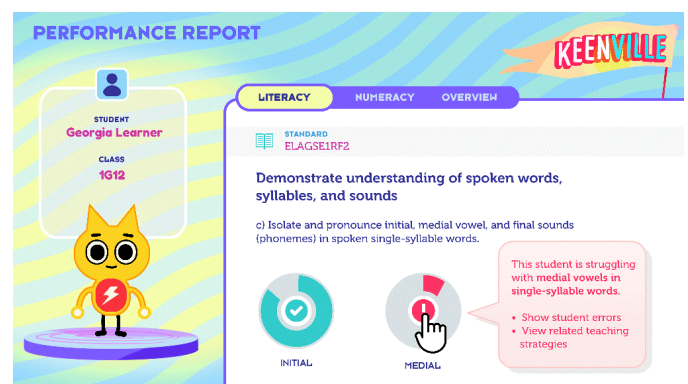 PERFORMANCE REPORT
KEENVILLE
STUDENT
Georgia Learner
CLASS
1G12
LITERACY
NUMERACY
OVERVIEW
STANDARD
ELAGSE1RF2
Demonstrate understanding of spoken words,
syllables, and sounds
c) Isolate and pronounce initial, medial vowel, and final sounds
(phonemes) in spoken single-syllable words.
INITIAL
MEDIAL
This student is struggling
with medial vowels in
single-syllable words.
• Show student errors
• View related teaching
strategies